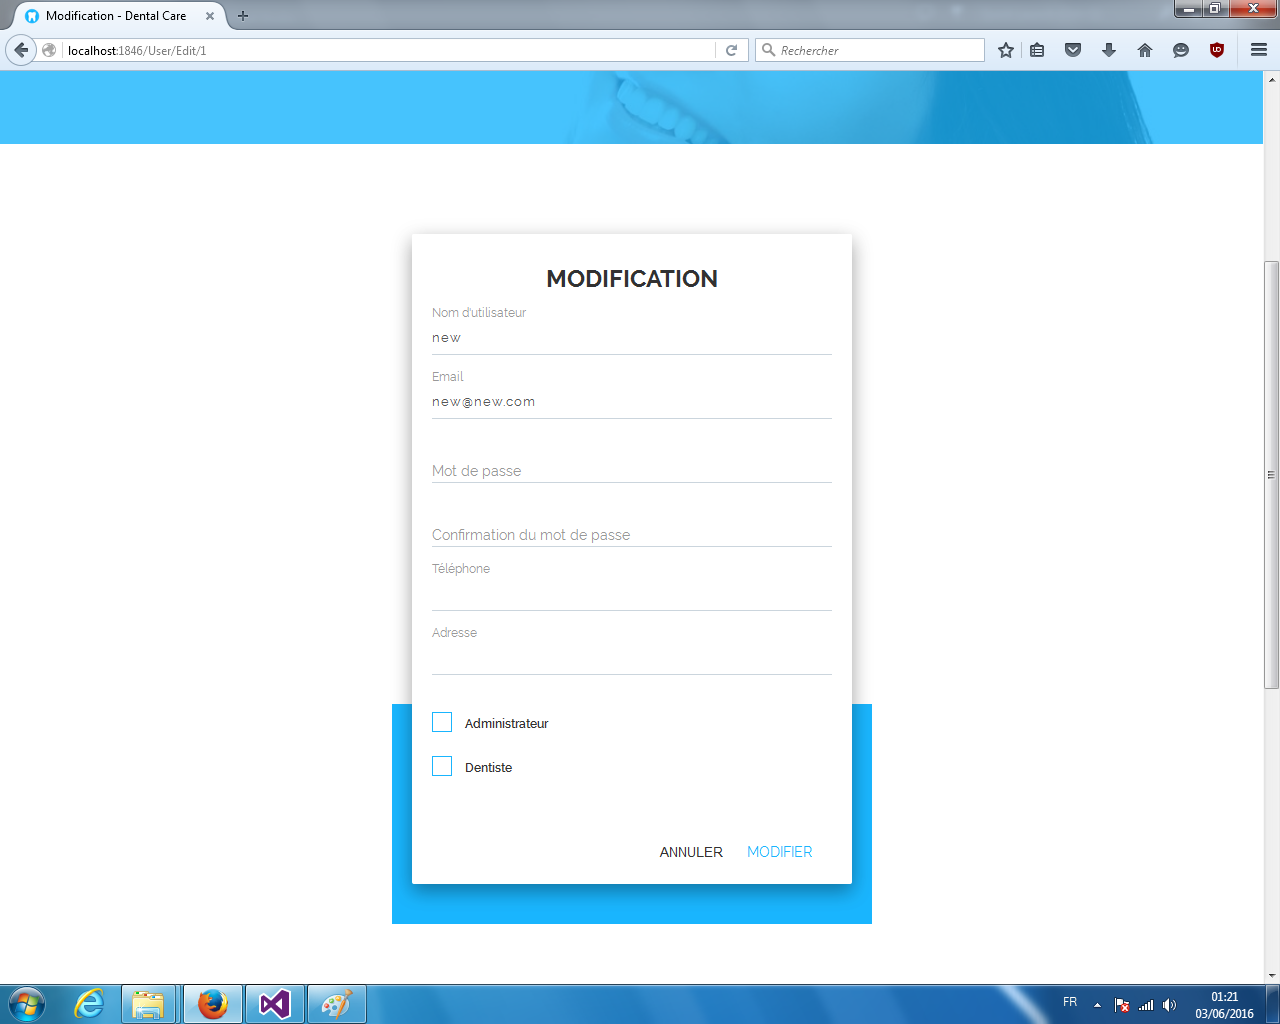 Modification - Dental Care
localhost:1846/User/Edit/1
Rechercher
MODIFICATION
Nom d'utilisateur
new
Email
new@new.com
Mot de passe
Confirmation du mot de passe
Téléphone
Adresse
Administrateur
Dentiste
ANNULER MODIFIER
FR
01:21
03/06/2016